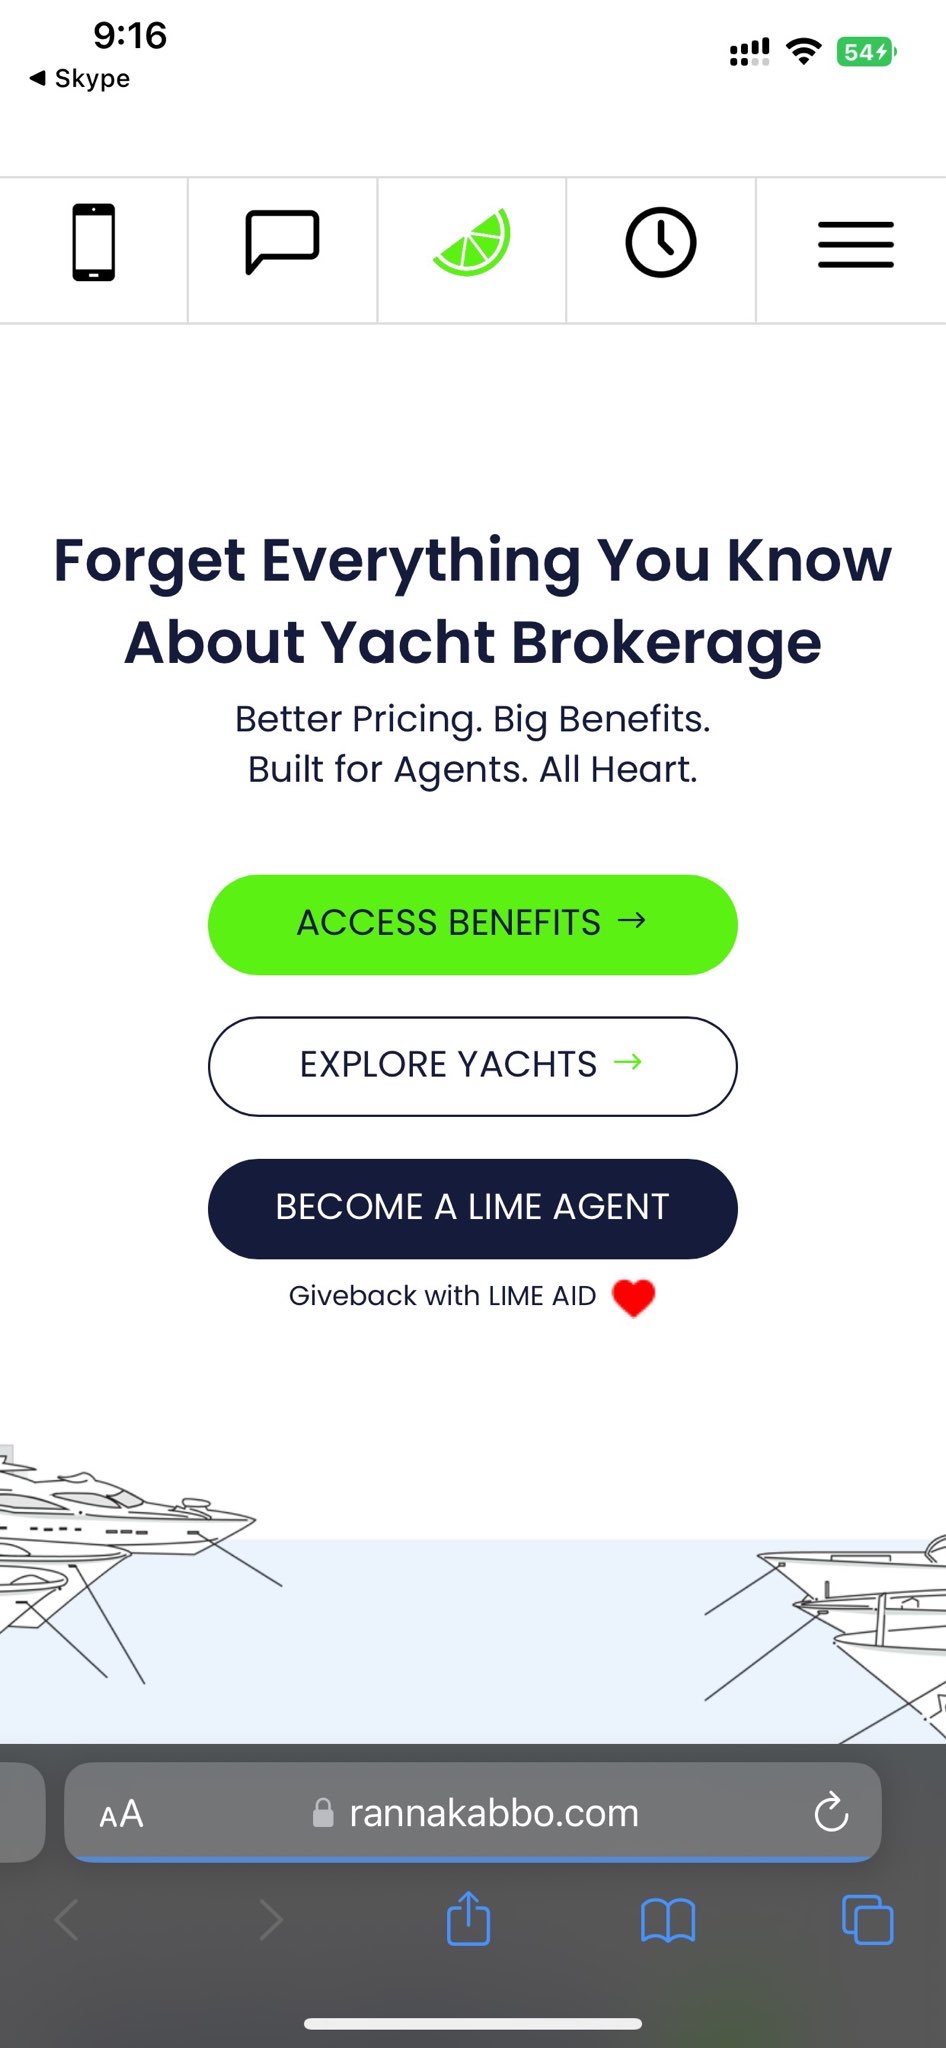 9:16
Skype
54
Forget Everything You Know
About Yacht Brokerage
Better Pricing. Big Benefits.
Built for Agents. All Heart.
ACCESS BENEFITS →
EXPLORE YACHTS →
BECOME A LIME AGENT
Giveback with LIME AID
AA
rannakabbo.com